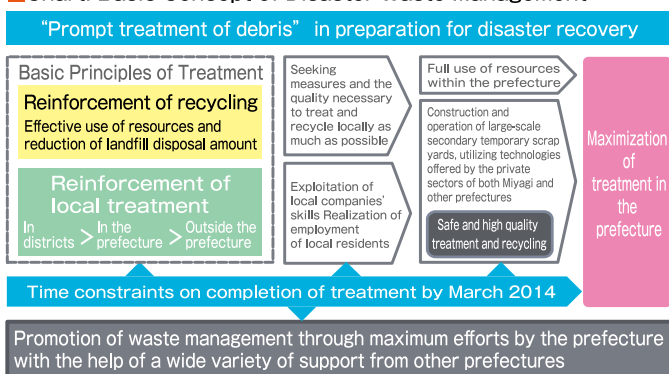 "Prompt treatment of debris" in preparation for disaster recovery
Basic Principles of Treatment
Reinforcement of recycling
Effective use of resources and
reduction of landfill disposal amount
Reinforcement of
local treatment
In districts > In the prefecture > Outside the prefecture
Seeking
measures and the
quality necessary
to treat and
recycle locally as
much as possible
Exploitation of
local companies'
skills Realization of
employment
of local residents
Full use of resources
within the prefecture
Construction and
operation of large-scale
secondary temporary scrap
yards, utilizing technologies
offered by the private
sectors of both Miyagi and
other prefectures
Safe and high quality
treatment and recycling
Maximization
of
treatment in
the
prefecture
Time constraints on completion of treatment by March 2014
Promotion of waste management through maximum efforts by the prefecture
with the help of a wide variety of support from other prefectures